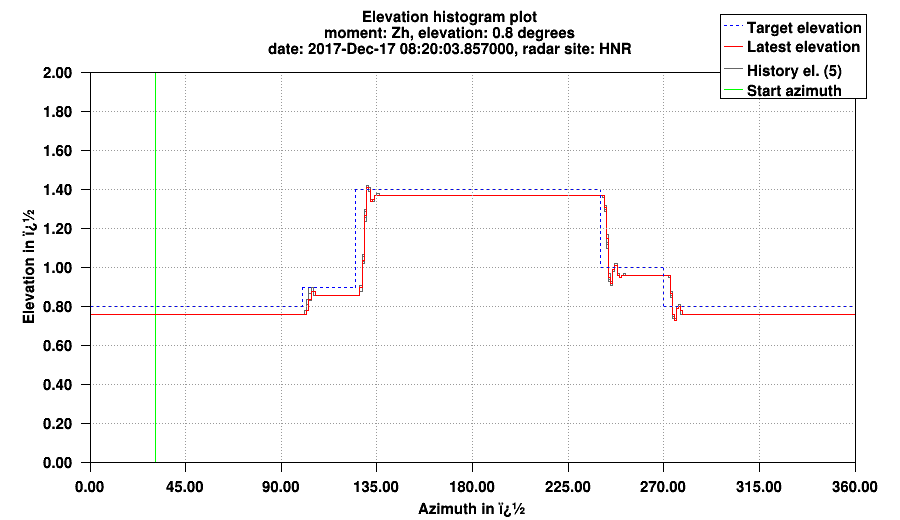 Elevation histogram plot
moment: Zh, elevation: 0.8 degrees
date: 2017-Dec-17 08:20:03.857000, radar site: HNR
Target elevation
Latest elevation
History el. (5)
Start azimuth
2.00
1.80
1.60
1.40
1.20
1.00
0.80
0.60
0.40
0.20
0.00
Elevation in ï¿½
0.00 45.00 90.00 135.00 180.00 225.00 270.00 315.00 360.00
Azimuth in ï¿½